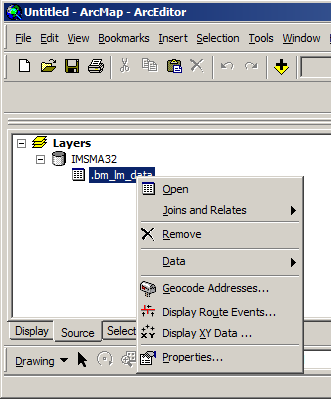 Untitled - ArcMap - ArcEditor
File Edit View Bookmarks Insert Selection Tools Window
Layers
IMSMA32
.bm_lm_data
Open
Joins and Relates
Remove
Data
Geocode Addresses...
Display Route Events...
Display XY Data ...
Properties...
Display Source Select
Drawing